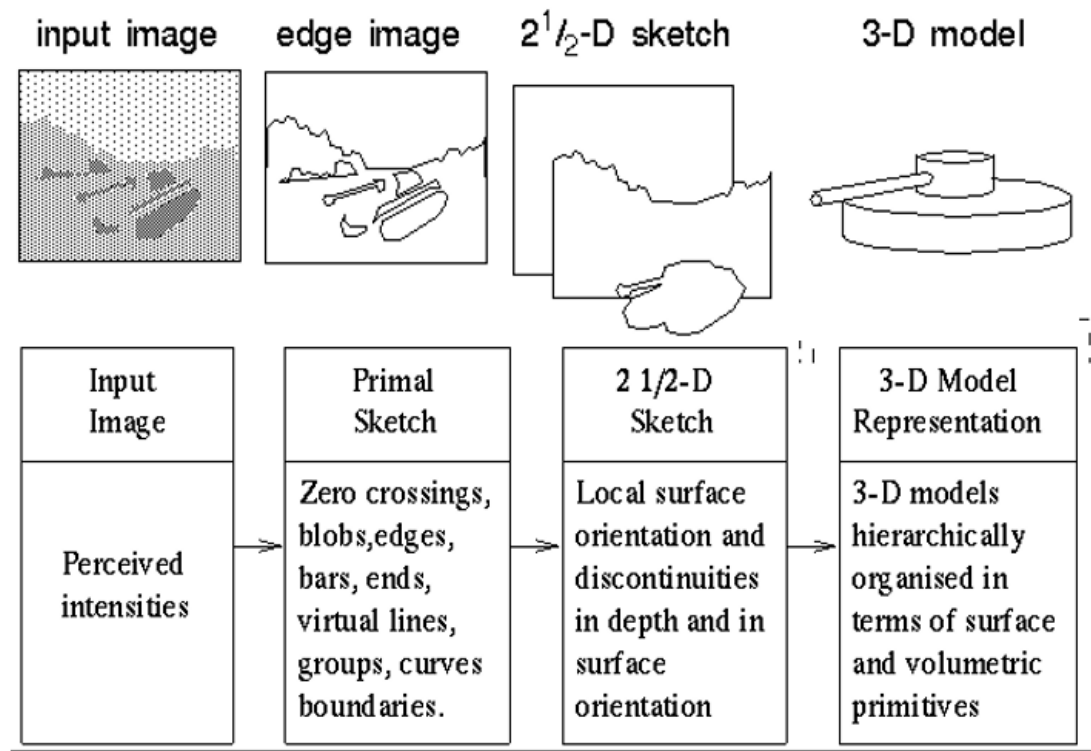 input image
edge image
2 1/2-D sketch
3-D model
Input
Image
Primal
Sketch
2 1/2-D
Sketch
3-D Model
Representation
Perceived
intensities
Zero crossings,
blobs,edges,
bars, ends,
virtual lines,
groups, curves
boundaries.
Local surface
orientation and
discontinuities
in depth and in
surface
orientation
3-D models
hierarchically
organised in
terms of surface
and volumetric
primitives